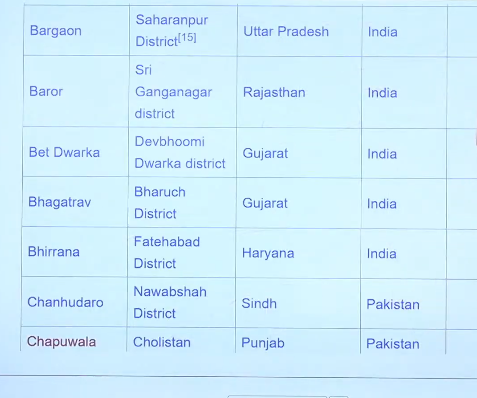 Bargaon
Saharanpur
District[15]
Uttar Pradesh
India
Baror
Sri
Ganganagar
district
Rajasthan
India
Bet Dwarka
Devbhoomi
Dwarka district
Gujarat
India
Bhagatrav
Bharuch
District
Gujarat
India
Bhirrana
Fatehabad
District
Haryana
India
Chanhudaro
Nawabshah
District
Sindh
Pakistan
Chapuwala
Cholistan
Punjab
Pakistan